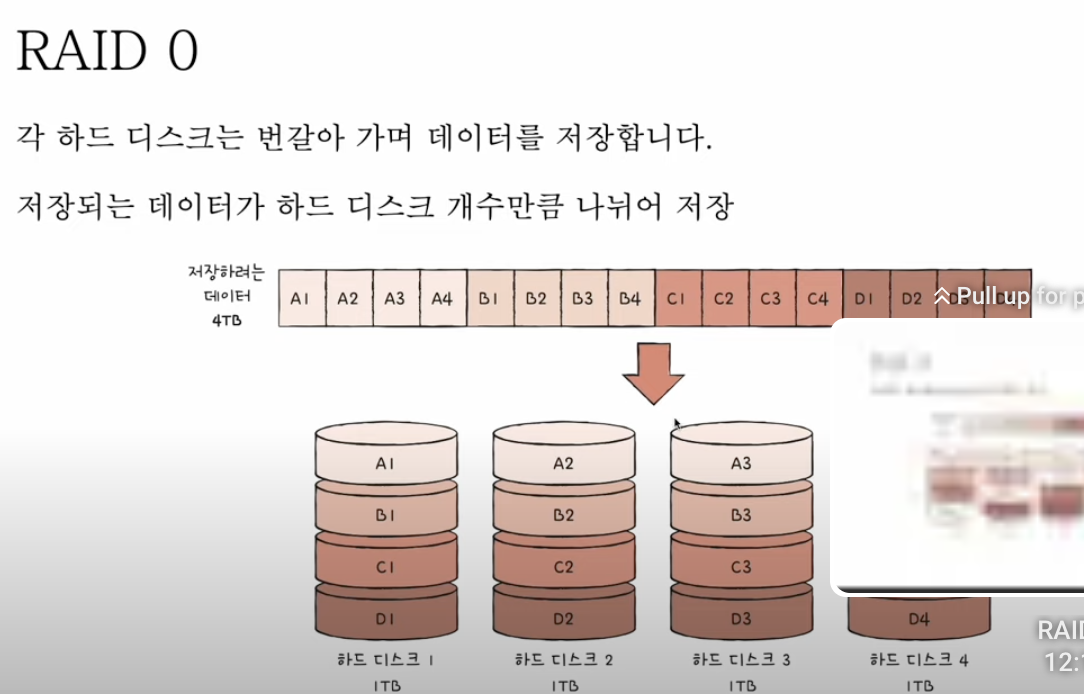 RAID 0
각 하드 디스크는 번갈아 가며 데이터를 저장합니다.
저장되는 데이터가 하드 디스크 개수만큼 나뉘어 저장
저장하려는
데이터
4TB
A1 A2 A3 A4 B1 B2 B3 B4 C1 C2 C3 C4 D1 D2
Pull up for
A1 A2 A3
B1 B2 B3
C1 C2 C3
D1 D2 D3 D4
하드 디스크 1 하드 디스크 2 하드 디스크 3 하드 디스크 4
1TB 1TB 1TB 1TB
RAID
12: